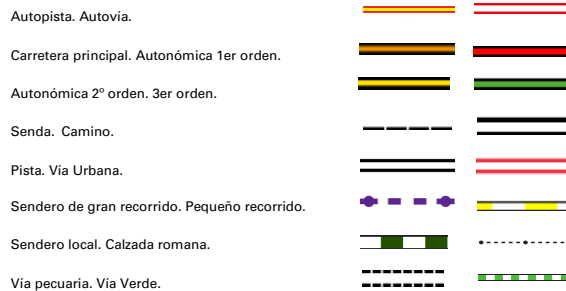 Autopista. Autovía.
Carretera principal. Autonómica 1er orden.
Autonómica 2º orden. 3er orden.
Senda. Camino.
Pista. Vía Urbana.
Sendero de gran recorrido. Pequeño recorrido.
Sendero local. Calzada romana.
Vía pecuaria. Vía Verde.